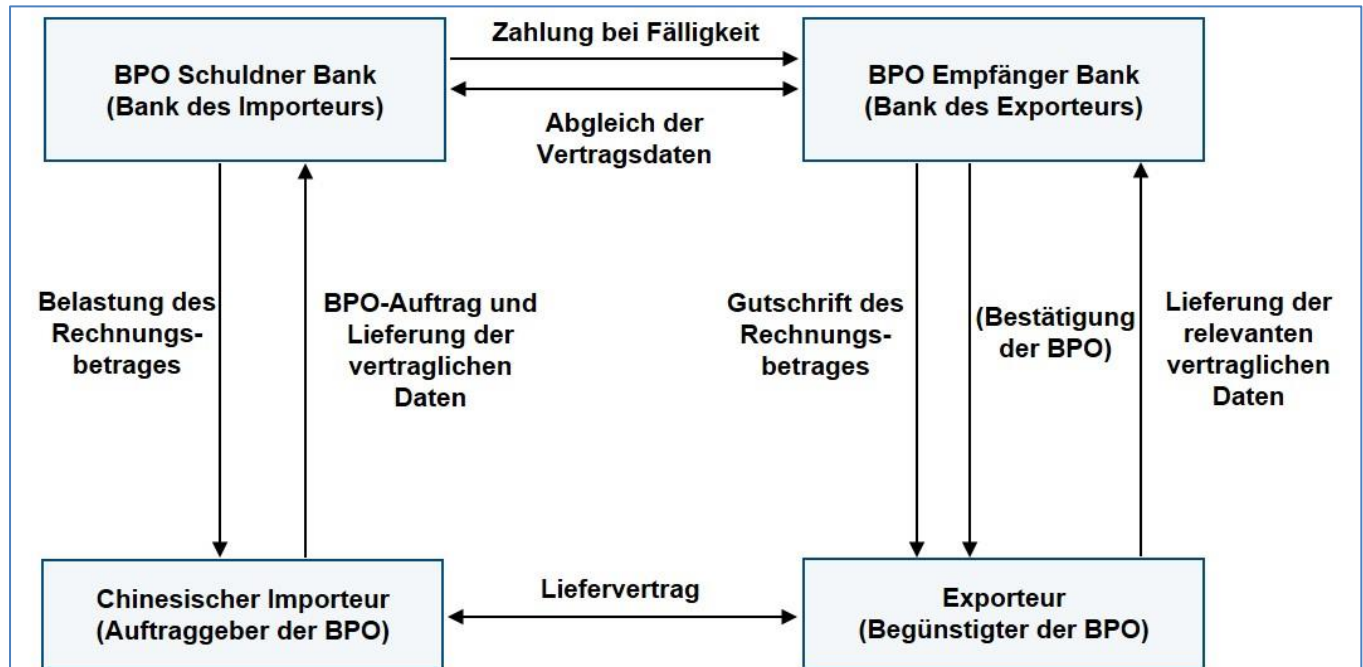 Zahlung bei Fälligkeit
BPO Schuldner Bank
(Bank des Importeurs)
BPO Empfänger Bank
(Bank des Exporteurs)
Abgleich der
Vertragsdaten
Belastung des
Rechnungs-
betrages
BPO-Auftrag und
Lieferung der
vertraglichen
Daten
Gutschrift des
Rechnungs-
betrages
(Bestätigung
der BPO)
Lieferung der
relevanten
vertraglichen
Daten
Chinesischer Importeur
(Auftraggeber der BPO)
Liefervertrag
Exporteur
(Begünstigter der BPO)